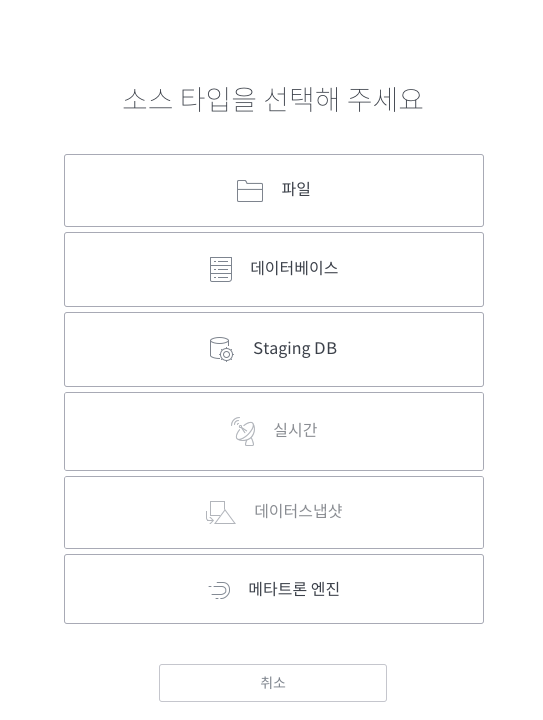 소스 타입을 선택해 주세요
파일
데이터베이스
Staging DB
실시간
데이터스냅샷
메타트론 엔진
취소